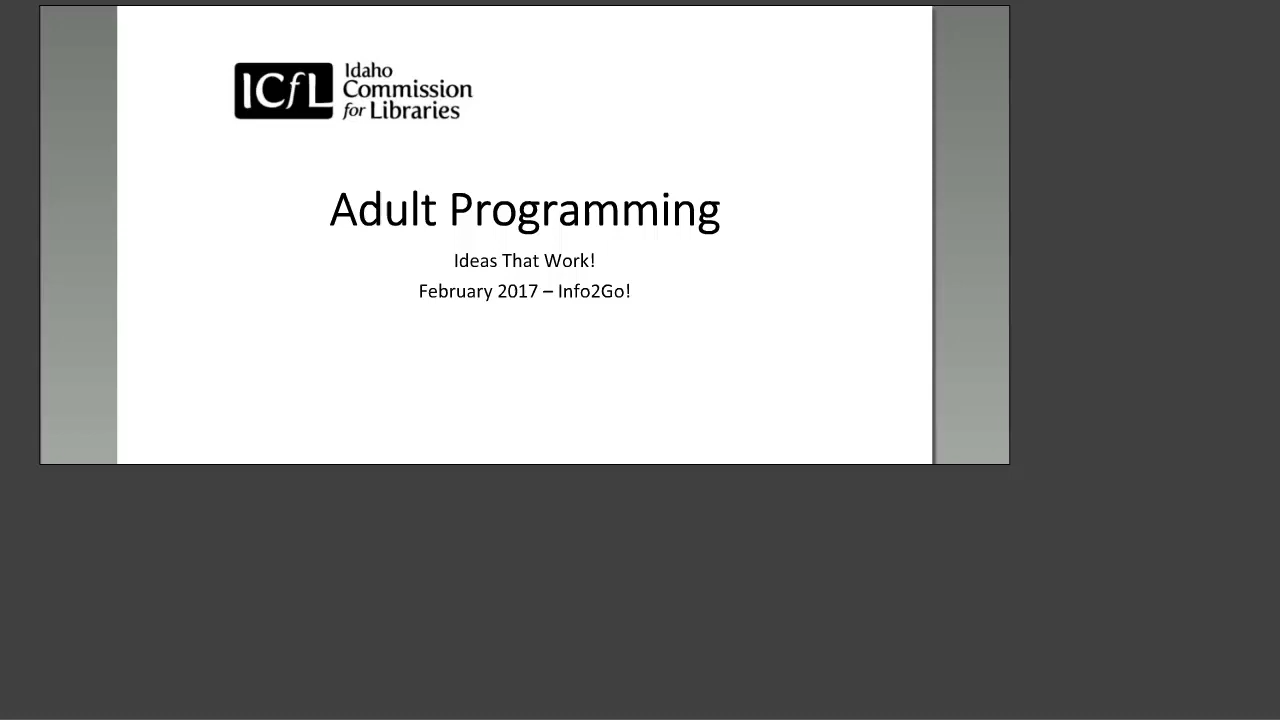 ICfL
Idaho
Commission
for Libraries
Adult Programming
Ideas That Work!
February 2017 – Info2Go!